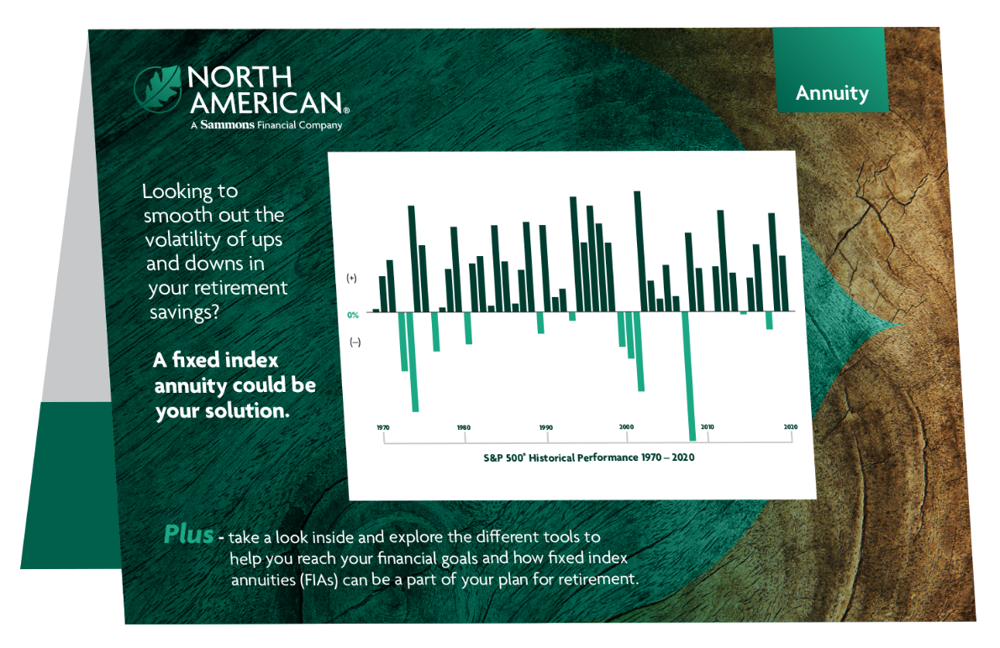 NORTH
AMERICAN®
A Sammons Financial Company
Annuity
Looking to
smooth out the
volatility of ups
and downs in
your retirement
savings?
A fixed index
annuity could be
your solution.
(+)
0%
(–)
1970 1980 1990 2000 2010 2020
S&P 500® Historical Performance 1970 – 2020
Plus - take a look inside and explore the different tools to
help you reach your financial goals and how fixed index
annuities (FIAs) can be a part of your plan for retirement.